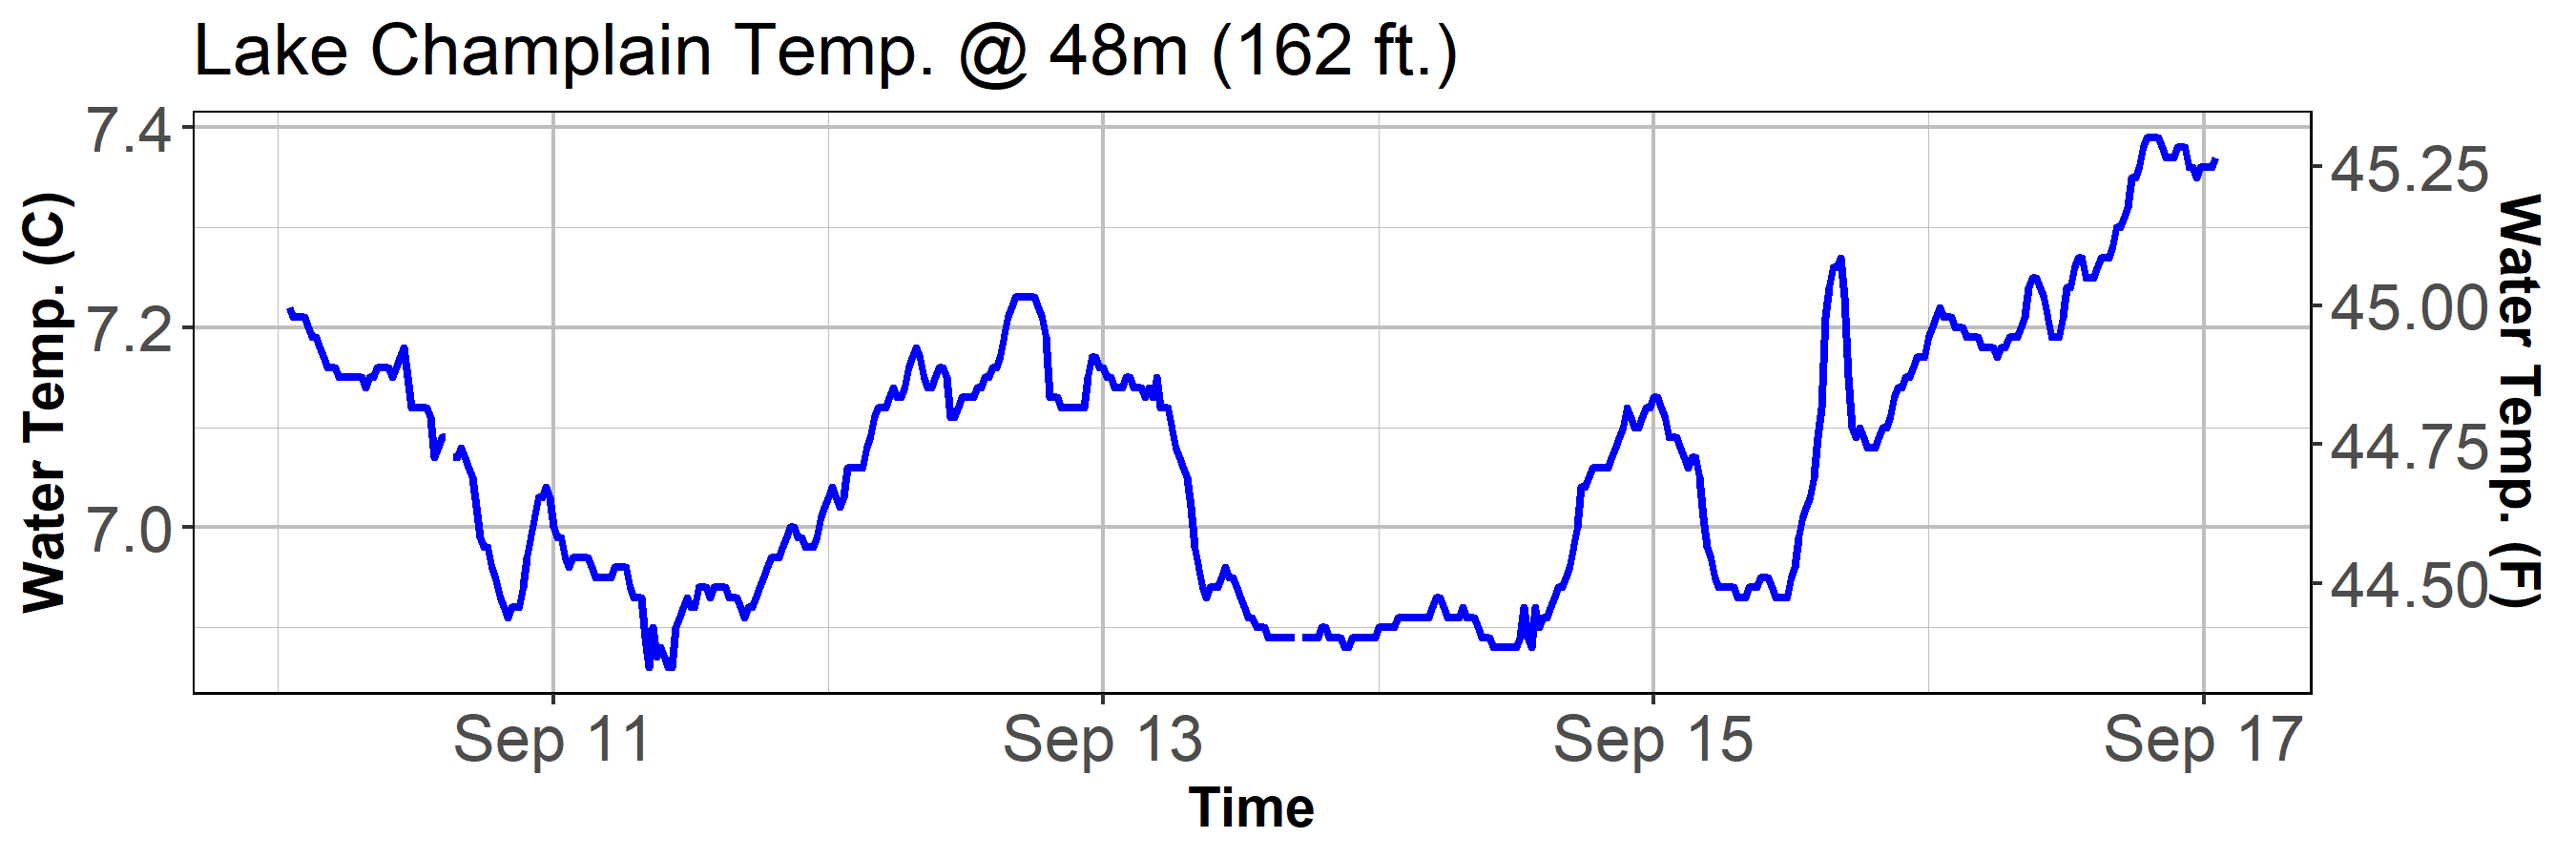 Lake Champlain Temp. @ 48m (162 ft.)
Water Temp. (C)
7.4
7.2
7.0
45.25
45.00
44.75
44.50
Water Temp. (F)
Sep 11
Sep 13
Sep 15
Sep 17
Time